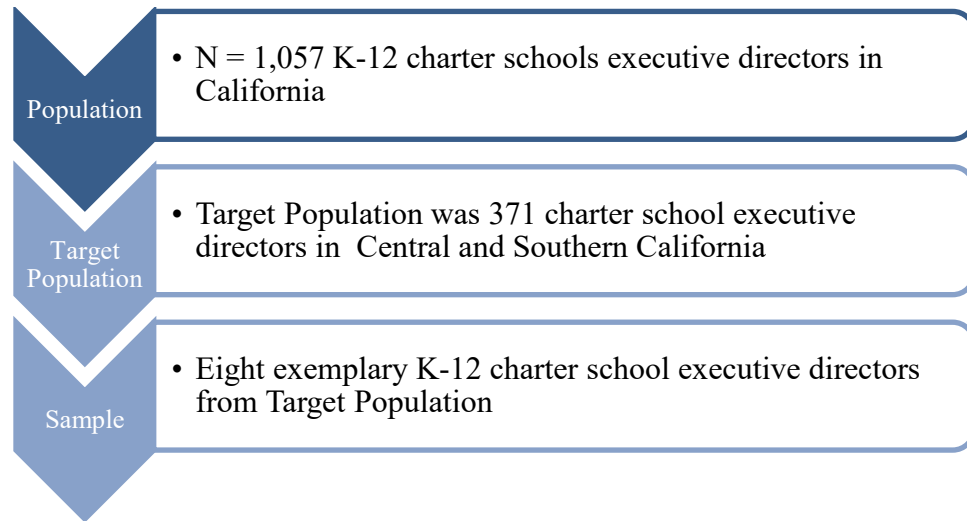 Population
• N = 1,057 K-12 charter schools executive directors in
California
Target
Population
• Target Population was 371 charter school executive
directors in  Central and Southern California
Sample
• Eight exemplary K-12 charter school executive directors
from Target Population